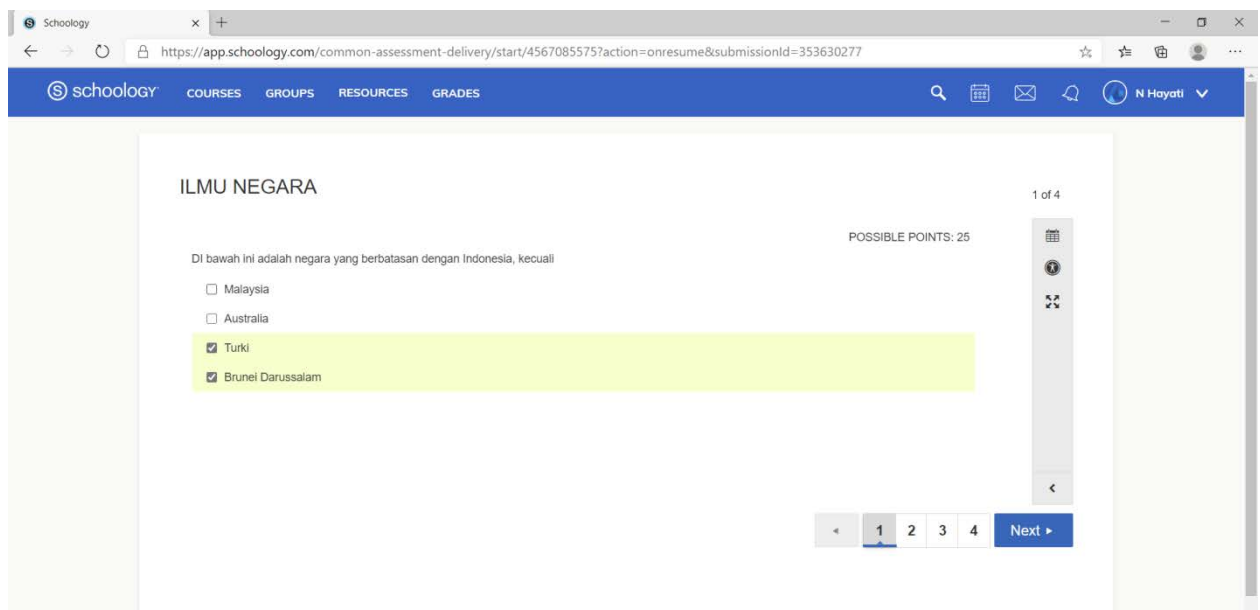 Schoology
https://app.schoology.com/common-assessment-delivery/start/4567085575?action=onresume&submissionId=353630277
schoology COURSES GROUPS RESOURCES GRADES N Hayati
ILMU NEGARA
1 of 4
POSSIBLE POINTS: 25
DI bawah ini adalah negara yang berbatasan dengan Indonesia, kecuali
Malaysia
Australia
Turki
Brunei Darussalam
1 2 3 4 Next